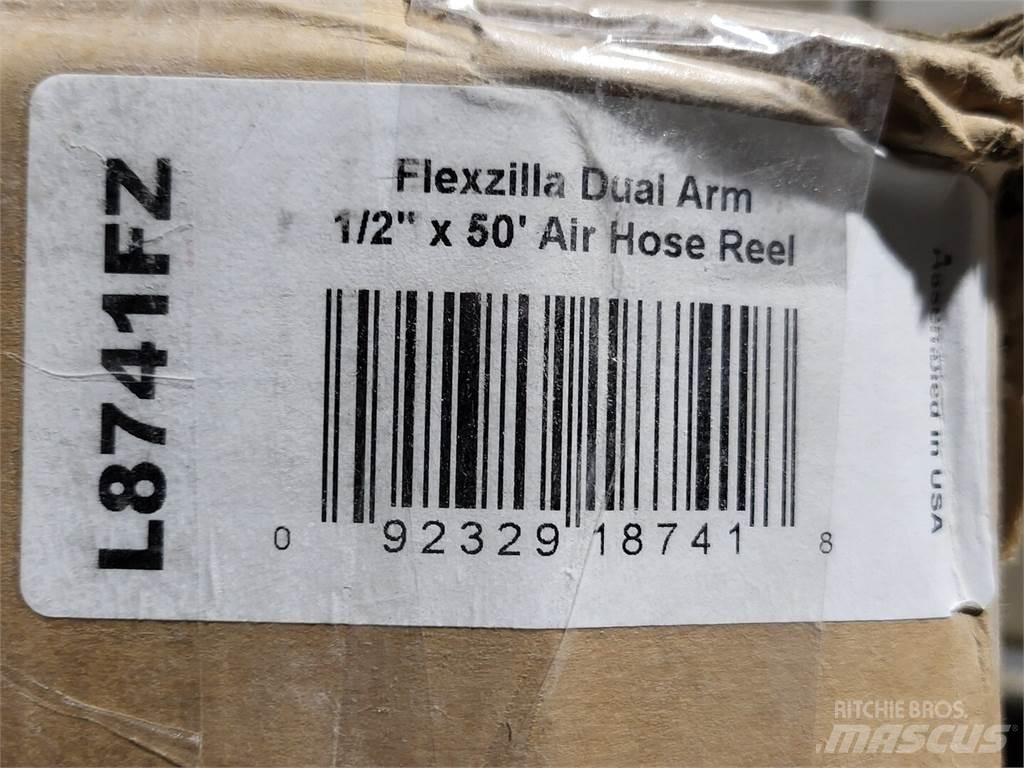 L8741FZ
Flexzilla Dual Arm
1/2" x 50' Air Hose Reel
0 92329 18741 8
Assembled in USA
RITCHIE BROS.
MASCUS